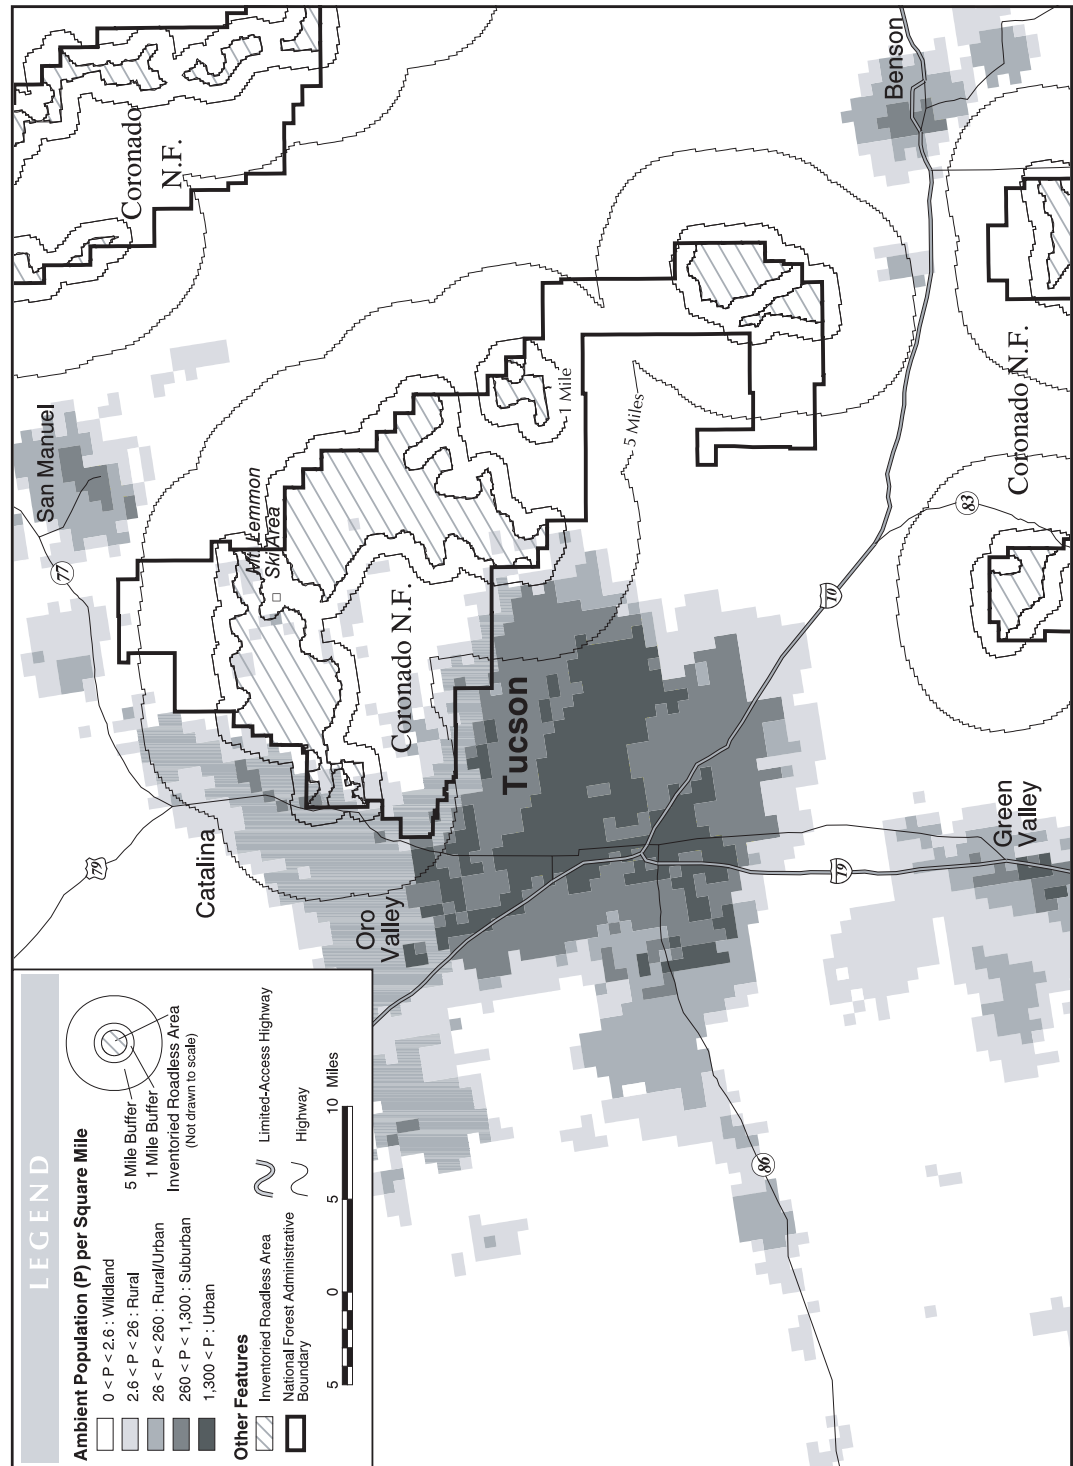 LEGEND
Ambient Population (P) per Square Mile
0 < P < 2.6 : Wildland
2.6 < P < 26 : Rural
26 < P < 260 : Rural/Urban
260 < P < 1,300 : Suburban
1,300 < P : Urban
5 Mile Buffer
1 Mile Buffer
Inventoried Roadless Area
(Not drawn to scale)
Other Features
Inventoried Roadless Area
National Forest Administrative
Boundary
Limited-Access Highway
Highway
5
0
5
10 Miles
79
77
San Manuel
Coronado
N.F.
Catalina
Mt. Lemmon
Ski Area
Oro
Valley
Coronado N.F.
Tucson
1 Mile
5 Miles
10
86
19
83
Benson
Green
Valley
Coronado N.F.